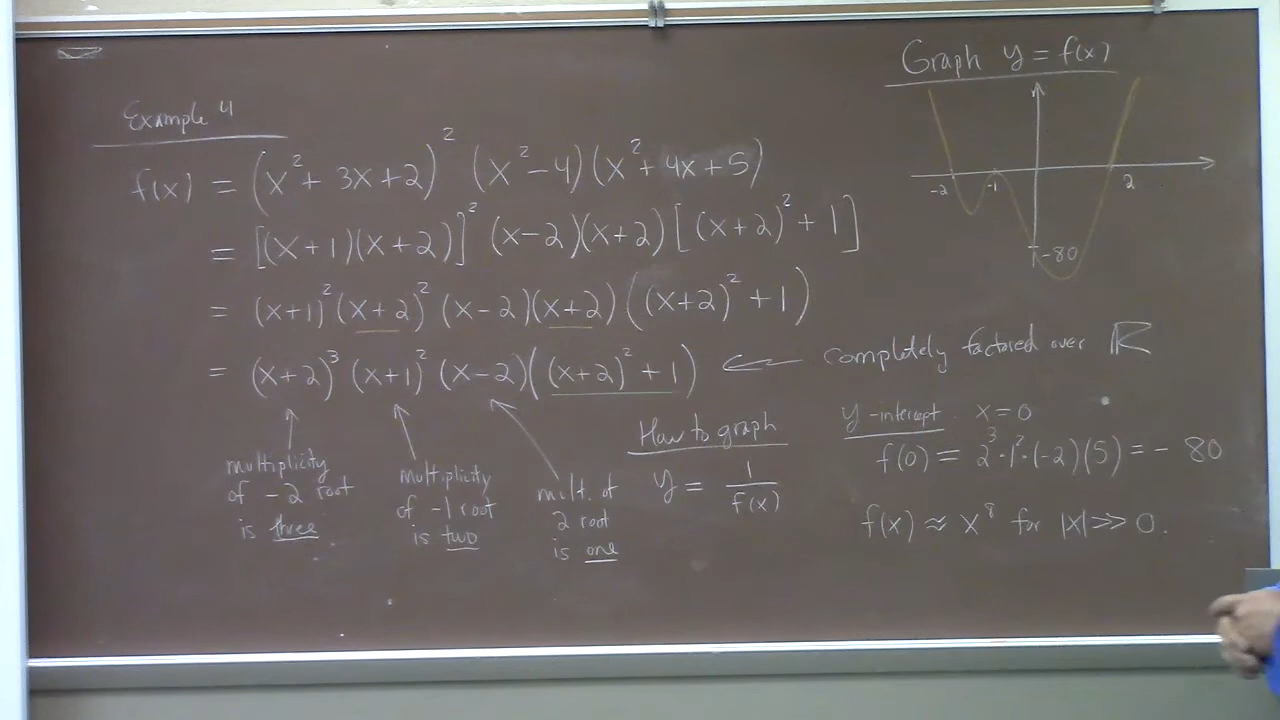 Example 4
f(x) = (x² + 3x + 2)² (x² − 4)(x² + 4x + 5)
= [(x + 1)(x + 2)]² (x − 2)(x + 2) [(x + 2)² + 1]
= (x + 1)² (x + 2)² (x − 2)(x + 2) ((x + 2)² + 1)
= (x + 2)³ (x + 1)² (x − 2)((x + 2)² + 1) ← completely factored over ℝ
multiplicity
of −2 root
is three
multiplicity
of −1 root
is two
mult. of
2 root
is one
How to graph
y = 1/f(x)
Graph y = f(x)
-2 -1 2
-80
y-intercept x = 0
f(0) = 2³·1²·(−2)(5) = − 80
f(x) ≈ x⁸ for |x| >> 0.